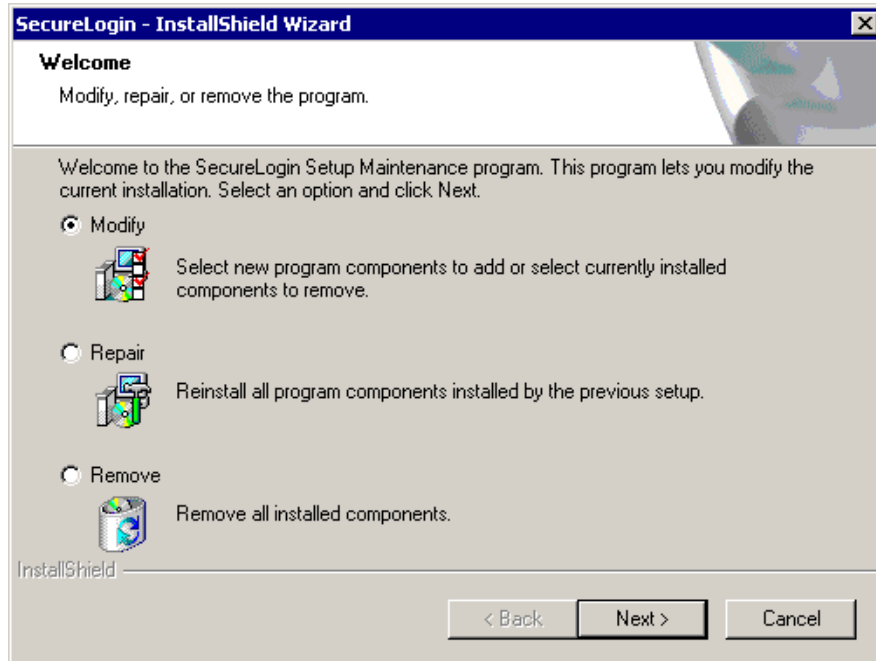 SecureLogin - InstallShield Wizard
Welcome
Modify, repair, or remove the program.
Welcome to the SecureLogin Setup Maintenance program. This program lets you modify the
current installation. Select an option and click Next.
Modify
Select new program components to add or select currently installed
components to remove.
Repair
Reinstall all program components installed by the previous setup.
Remove
Remove all installed components.
InstallShield
< Back
Next >
Cancel